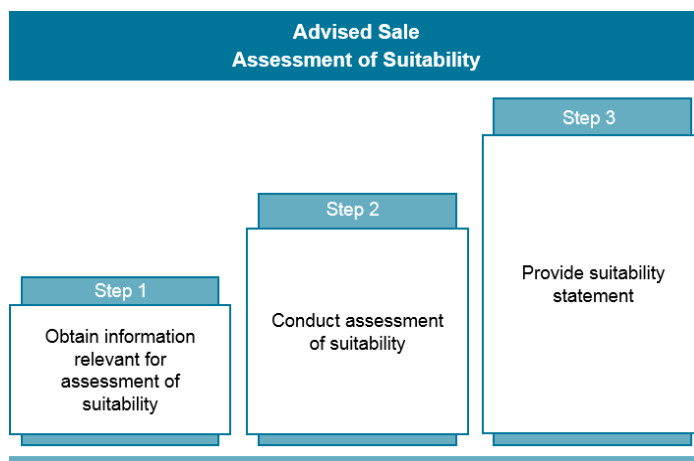 Advised Sale
Assessment of Suitability
Step 1
Obtain information
relevant for
assessment of
suitability
Step 2
Conduct assessment
of suitability
Step 3
Provide suitability
statement